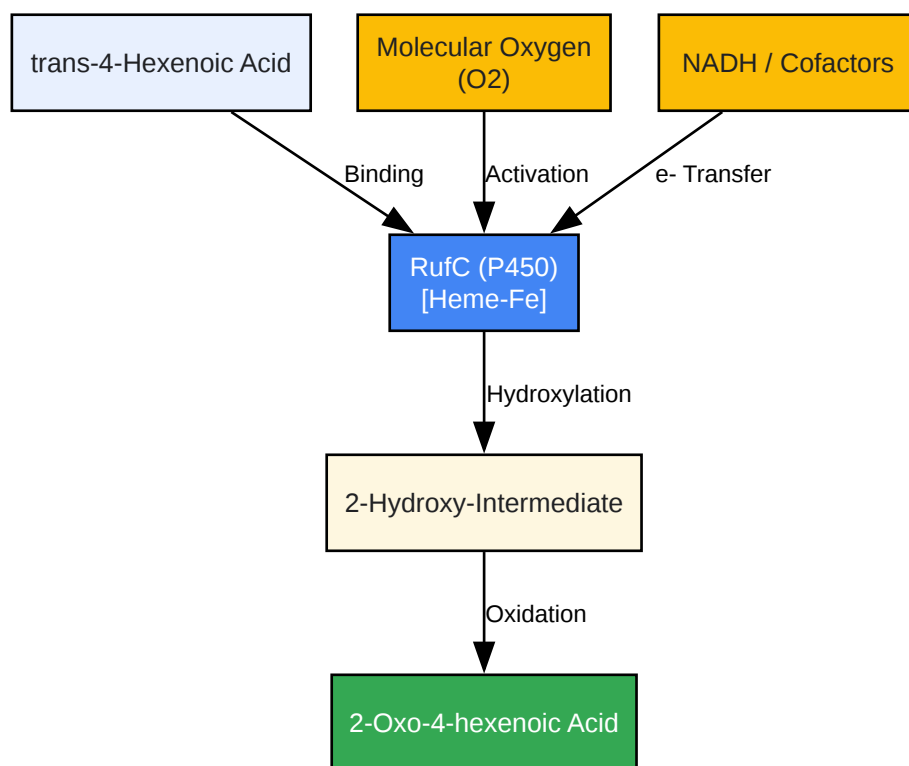 trans-4-Hexenoic Acid
Molecular Oxygen
(O2)
NADH / Cofactors
Binding
Activation
e- Transfer
RufC (P450)
[Heme-Fe]
Hydroxylation
2-Hydroxy-Intermediate
Oxidation
2-Oxo-4-hexenoic Acid